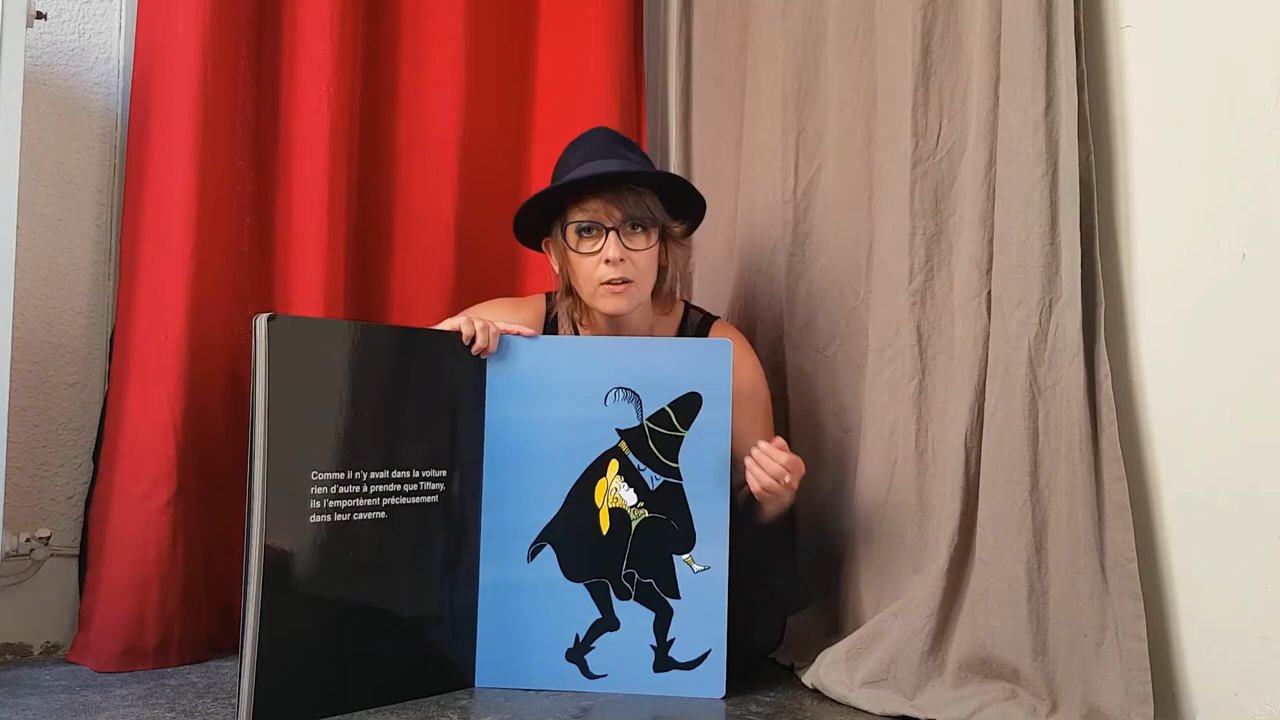 Comme il n'y avait dans la voiture
rien d'autre à prendre que Tiffany,
ils l'emportèrent précieusement
dans leur caverne.